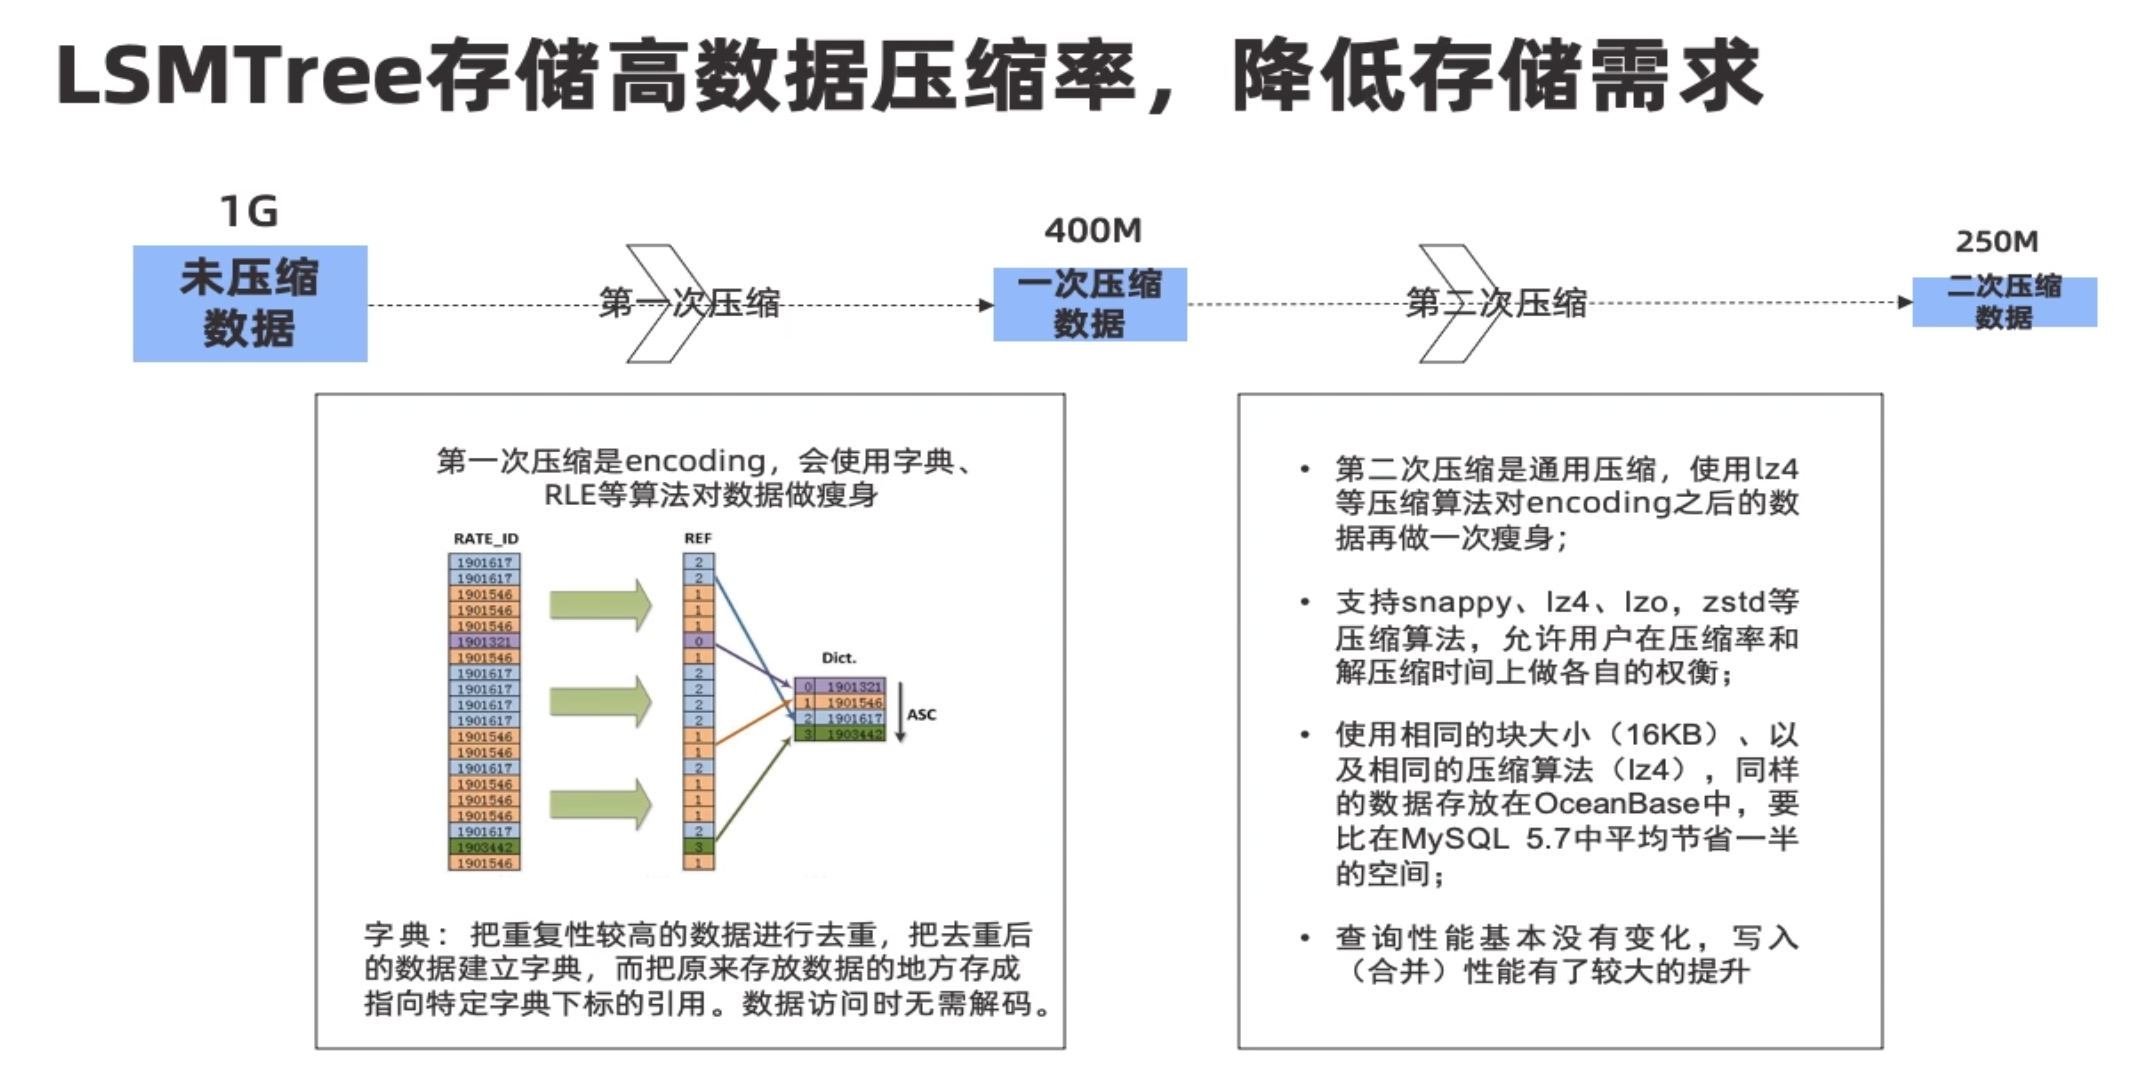 LSMTree存储高数据压缩率，降低存储需求
1G
未压缩
数据
第一次压缩
400M
一次压缩
数据
第二次压缩
250M
二次压缩
数据
第一次压缩是encoding，会使用字典、
RLE等算法对数据做瘦身
RATE_ID
1901617
1901617
1901546
1901546
1901546
1901321
1901546
1901617
1901617
1901617
1901617
1901546
1901546
1901617
1901546
1901546
1901546
1901617
1903442
1901546
REF
2
2
1
1
1
0
1
2
2
2
2
1
1
2
1
1
1
2
3
1
Dict.
0 1901321
1 1901546
2 1901617
3 1903442
ASC
字典：把重复性较高的数据进行去重，把去重后
的数据建立字典，而把原来存放数据的地方存成
指向特定字典下标的引用。数据访问时无需解码。
• 第二次压缩是通用压缩，使用lz4
等压缩算法对encoding之后的数
据再做一次瘦身；
• 支持snappy、lz4、lzo，zstd等
压缩算法，允许用户在压缩率和
解压缩时间上做各自的权衡；
• 使用相同的块大小（16KB）、以
及相同的压缩算法（lz4），同样
的数据存放在OceanBase中，要
比在MySQL 5.7中平均节省一半
的空间；
• 查询性能基本没有变化，写入
（合并）性能有了较大的提升